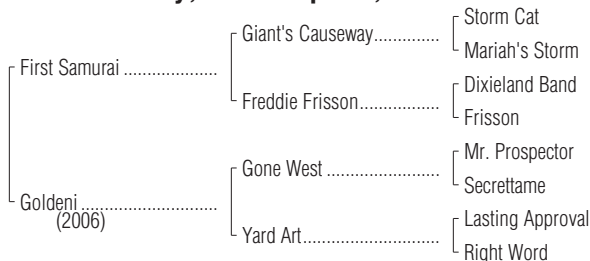 Storm Cat
Giant's Causeway..............
Mariah's Storm
First Samurai ....................
Dixieland Band
Freddie Frisson.................
Frisson
Mr. Prospector
Gone West ........................
Secrettame
Goldeni .............................
(2006)
Lasting Approval
Yard Art.............................
Right Word